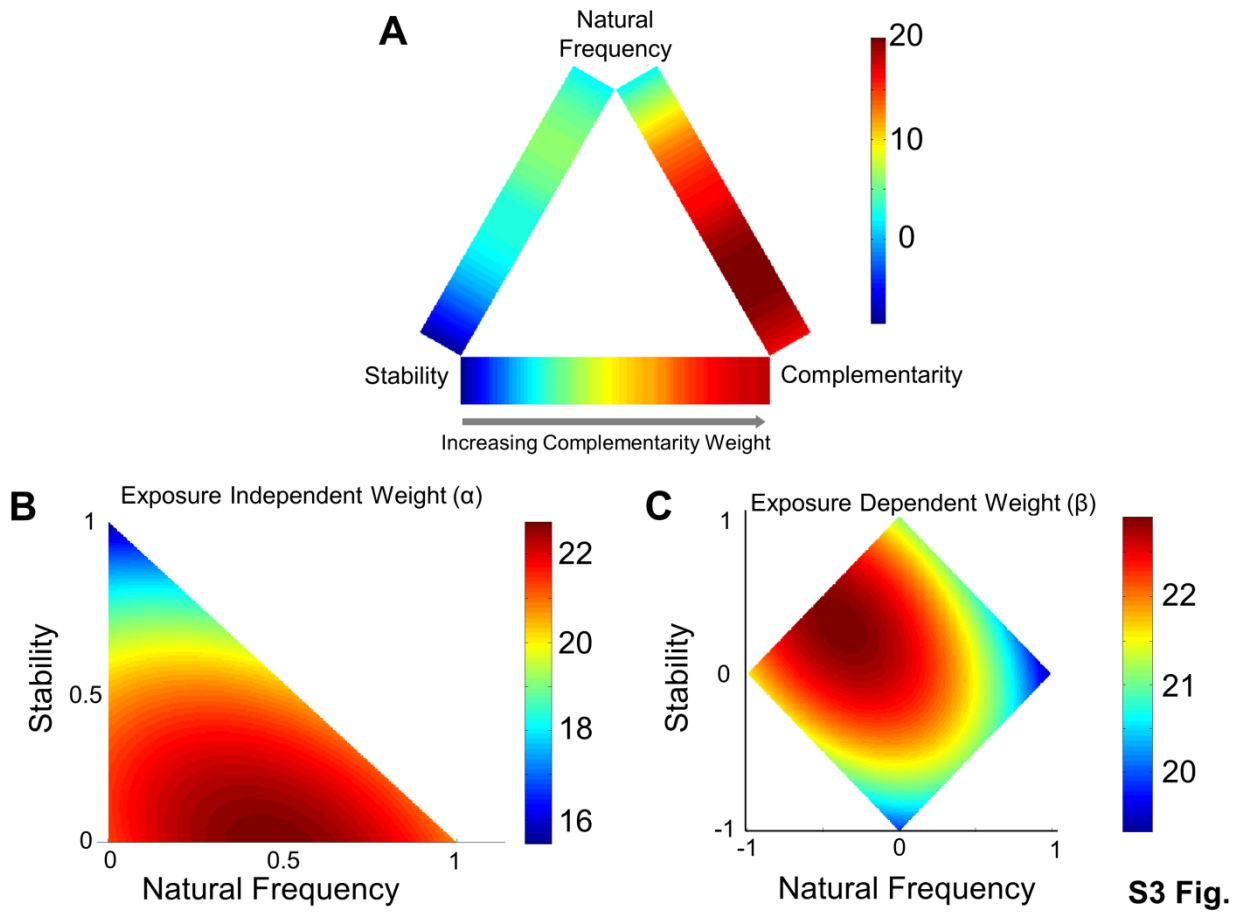 A
Natural
Frequency
20
10
0
Stability
Complementarity
Increasing Complementarity Weight
B
Exposure Independent Weight (α)
1
0.5
0
Stability
0
0.5
1
Natural Frequency
22
20
18
16
C
Exposure Dependent Weight (β)
1
0
-1
Stability
-1
0
1
Natural Frequency
22
21
20
S3 Fig.